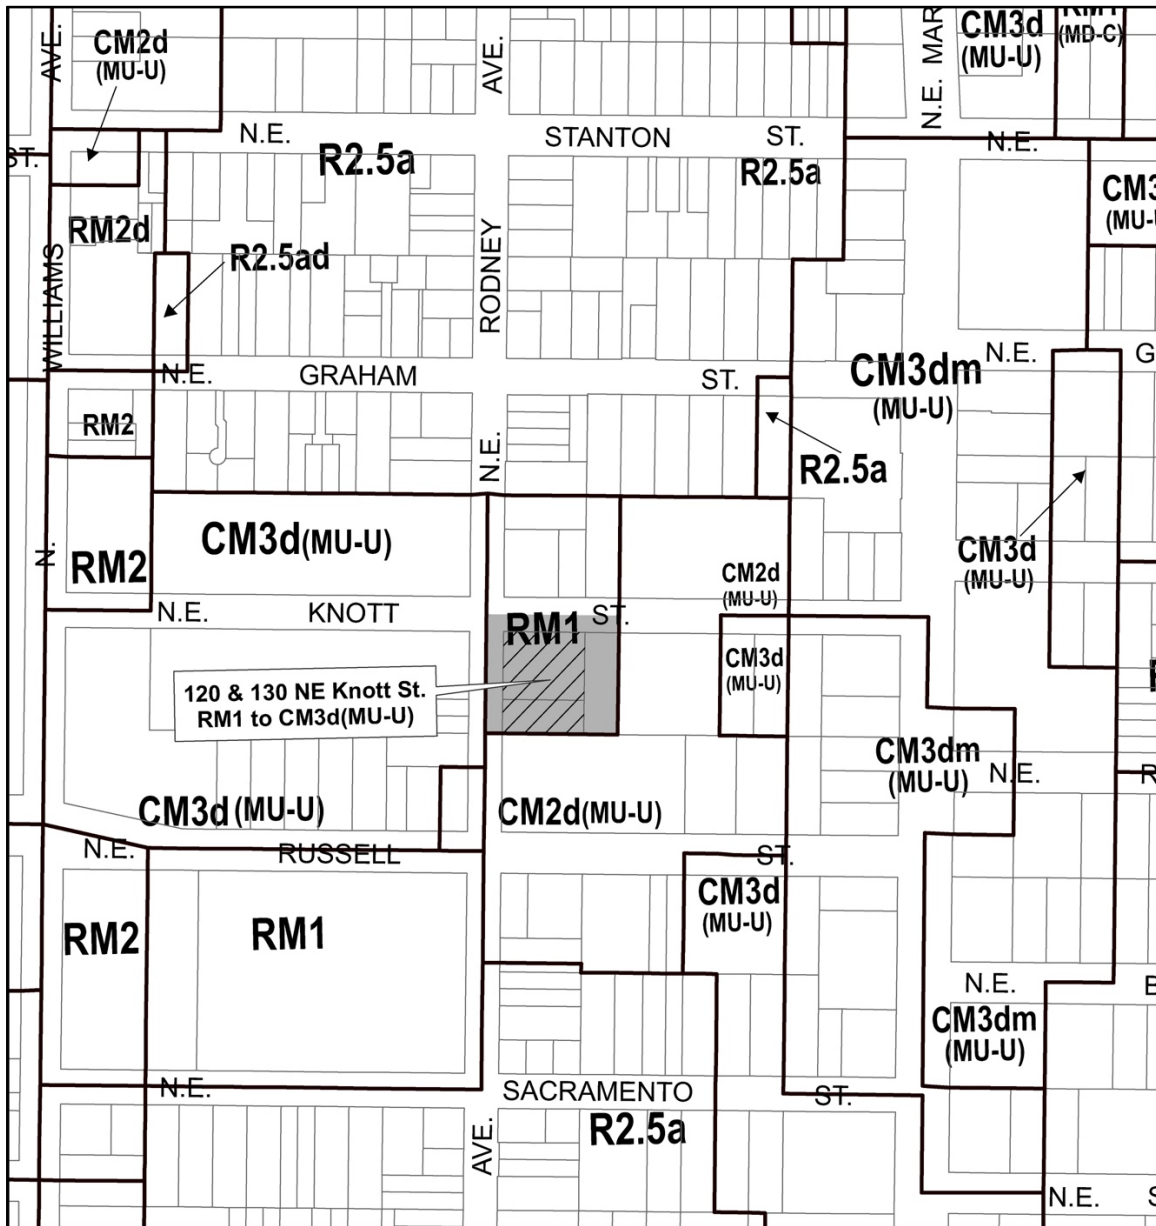 AVE.
CM2d
(MU-U)
AVE.
N.E. MAR
CM3d
(MU-U)
RM1
(MD-C)
N.E.
STANTON
ST.
N.E.
ST.
R2.5a
R2.5a
CM3
(MU-U
RM2d
R2.5ad
WILLIAMS
RODNEY
N.E.
GRAHAM
ST.
N.E.
G
CM3dm
(MU-U)
RM2
N.E.
R2.5a
CM3d(MU-U)
N.
RM2
CM2d
(MU-U)
CM3d
(MU-U)
N.E.
KNOTT
ST.
RM1
CM3d
(MU-U)
120 & 130 NE Knott St.
RM1 to CM3d(MU-U)
CM3dm
(MU-U)
N.E.
R
CM3d (MU-U)
CM2d(MU-U)
N.E.
RUSSELL
ST.
CM3d
(MU-U)
RM2
RM1
N.E.
B
CM3dm
(MU-U)
N.E.
SACRAMENTO
ST.
R2.5a
AVE.
N.E.
S